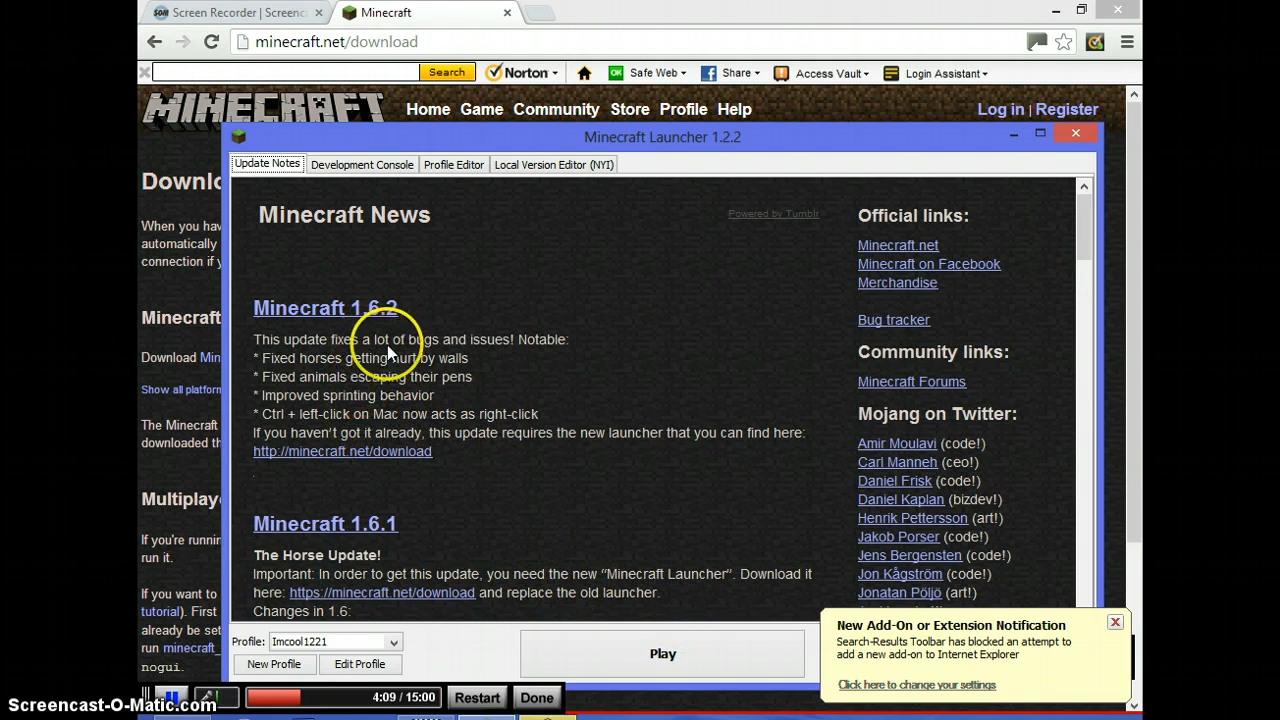 Screen Recorder | Screenc
Minecraft
minecraft.net/download
Search
Norton
Safe Web
Share
Access Vault
Login Assistant
MINECRAFT
Home Game Community Store Profile Help
Log in | Register
Minecraft Launcher 1.2.2
Update Notes
Development Console
Profile Editor
Local Version Editor (NYI)
Downlo
When you hav
automatically
connection if y
Minecraft
Download Min
Show all platforn
The Minecraft
downloaded th
Multiplaye
If you're runnin
run it.
If you want to
tutorial). First
already be set
run minecraft_
nogui.
Minecraft News
Powered by Tumblr
Minecraft 1.6.2
This update fixes a lot of bugs and issues! Notable:
* Fixed horses getting hurt by walls
* Fixed animals escaping their pens
* Improved sprinting behavior
* Ctrl + left-click on Mac now acts as right-click
If you haven't got it already, this update requires the new launcher that you can find here:
http://minecraft.net/download
Minecraft 1.6.1
The Horse Update!
Important: In order to get this update, you need the new "Minecraft Launcher". Download it
here: https://minecraft.net/download and replace the old launcher.
Changes in 1.6:
Official links:
Minecraft.net
Minecraft on Facebook
Merchandise
Bug tracker
Community links:
Minecraft Forums
Mojang on Twitter:
Amir Moulavi (code!)
Carl Manneh (ceo!)
Daniel Frisk (code!)
Daniel Kaplan (bizdev!)
Henrik Pettersson (art!)
Jakob Porser (code!)
Jens Bergensten (code!)
Jon Kågström (code!)
Jonatan Pöljö (art!)
Profile: Imcool1221
New Profile
Edit Profile
Play
New Add-On or Extension Notification
Search-Results Toolbar has blocked an attempt to
add a new add-on to Internet Explorer
Click here to change your settings
4:09 / 15:00
Restart
Done
Screencast-O-Matic.com